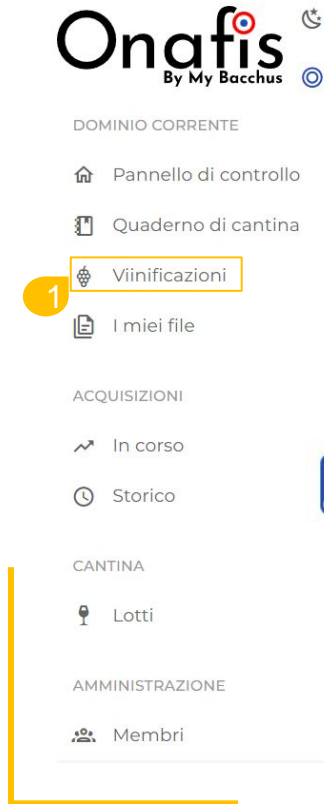 Onafis
By My Bacchus
DOMINIO CORRENTE
Pannello di controllo
Quaderno di cantina
1 Viinificazioni
I miei file
ACQUISIZIONI
In corso
Storico
CANTINA
Lotti
AMMINISTRAZIONE
Membri